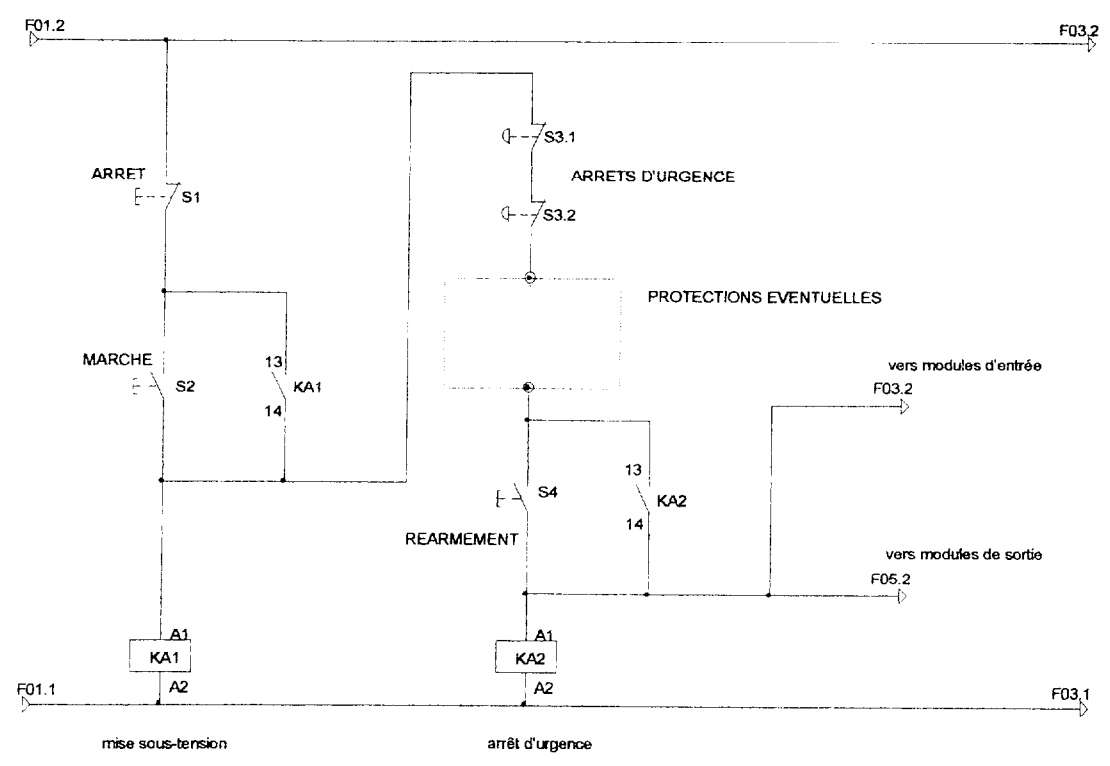 F01.2
F03.2
S3.1
ARRET
ARRETS D'URGENCE
S1
S3.2
PROTECTIONS EVENTUELLES
MARCHE
13
S2
KA1
14
vers modules d'entrée
F03.2
13
S4
KA2
14
REARMEMENT
vers modules de sortie
F05.2
A1
KA1
A2
A1
KA2
A2
F01.1
F03.1
mise sous-tension
arrêt d'urgence